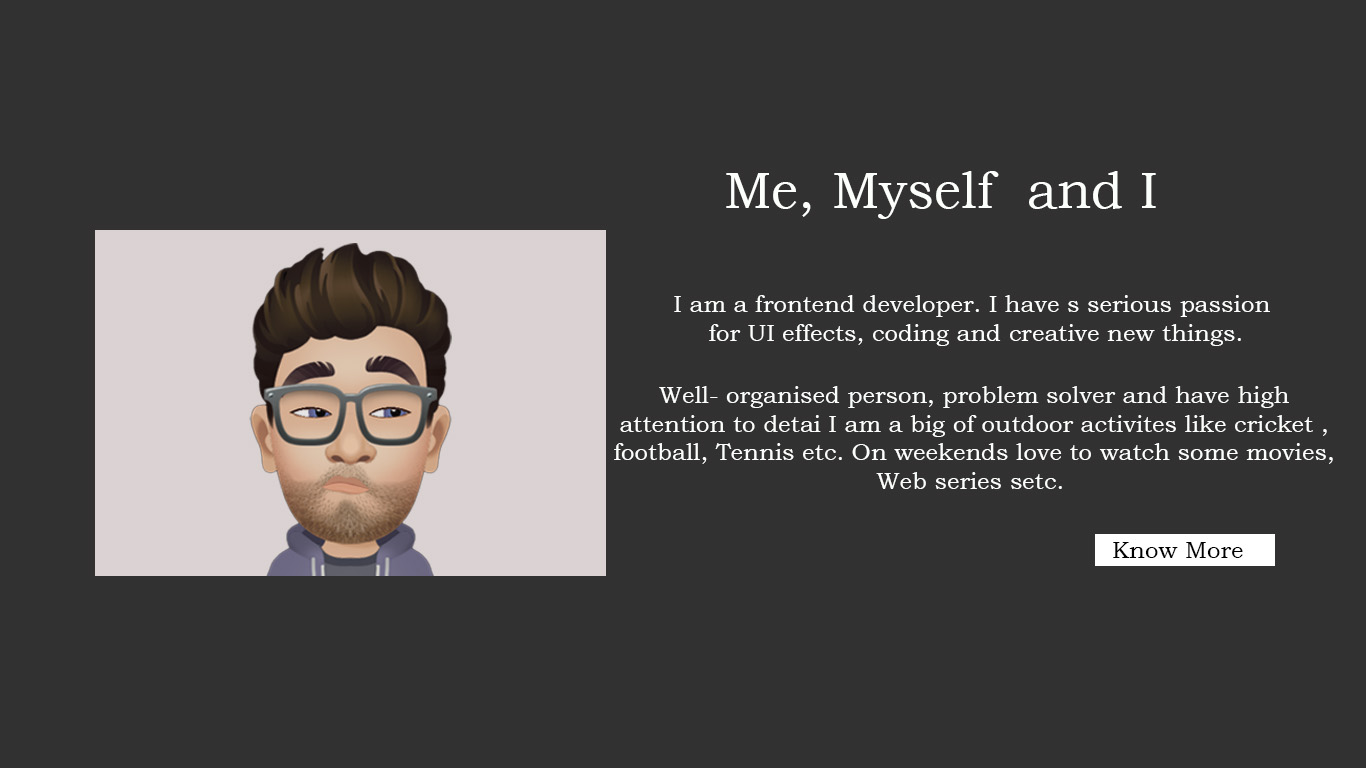 Me, Myself and I
I am a frontend developer. I have s serious passion
for UI effects, coding and creative new things.
Well- organised person, problem solver and have high
attention to detai I am a big of outdoor activites like cricket ,
football, Tennis etc. On weekends love to watch some movies,
Web series setc.
Know More